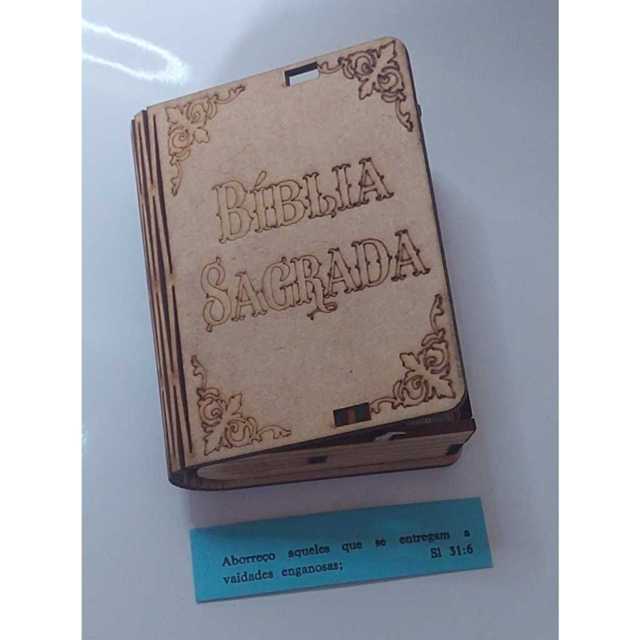 BÍBLIA
SAGRADA
Aborreço aqueles que se entregam a
vaidades enganosas; Sl 31:6